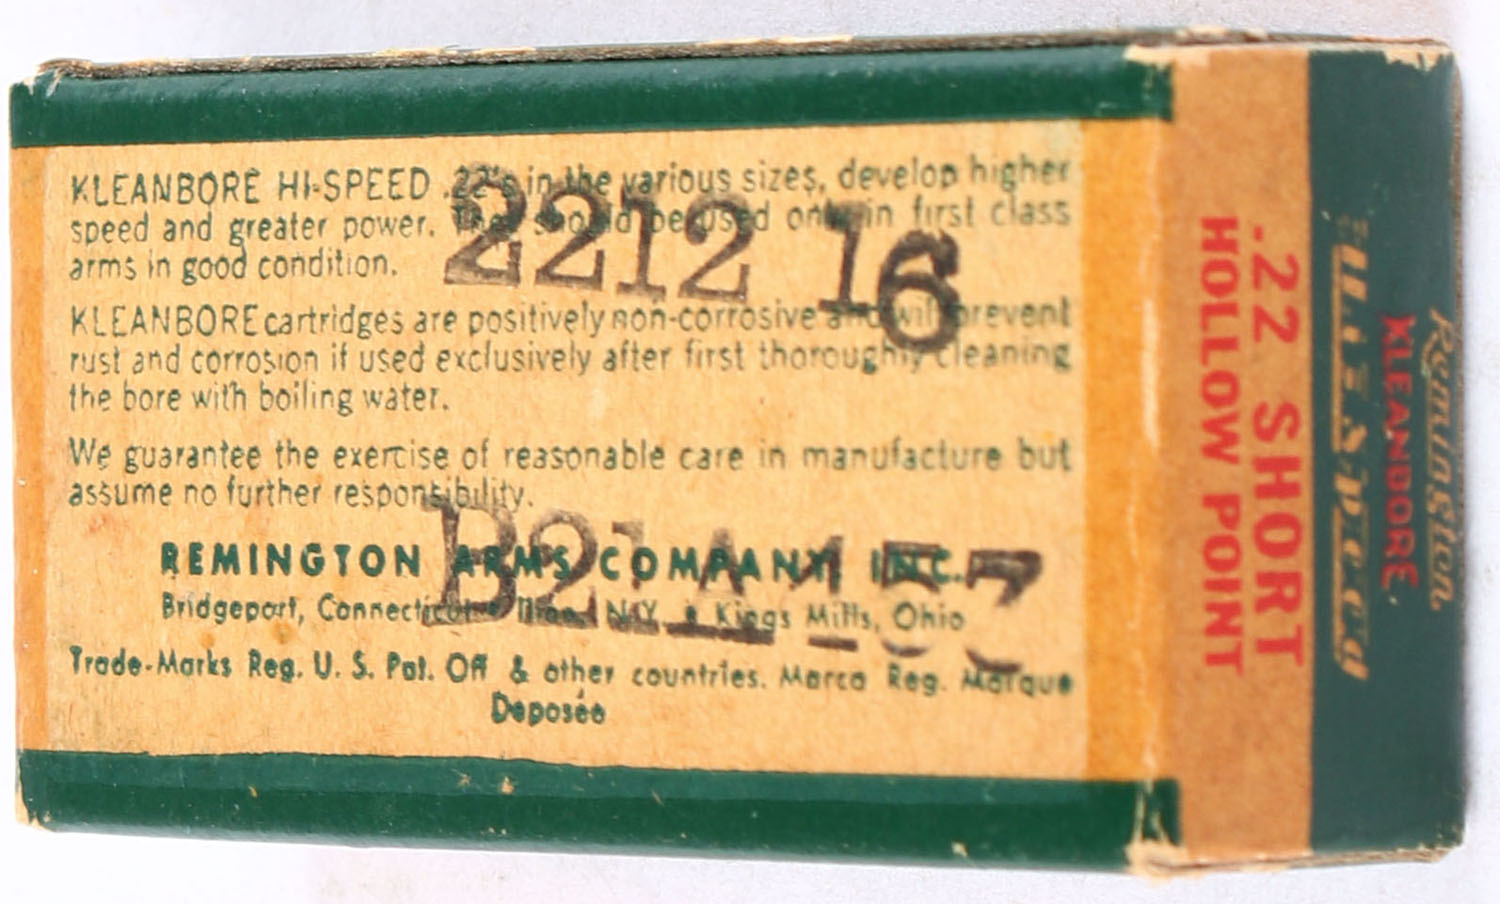 KLEANBORE HI-SPEED .22's in the various sizes, develop higher
speed and greater power. They should be used only in first class
arms in good condition.
2212 16
KLEANBORE cartridges are positively non-corrosive and will prevent
rust and corrosion if used exclusively after first thoroughly cleaning
the bore with boiling water.
We guarantee the exercise of reasonable care in manufacture but
assume no further responsibility.
REMINGTON ARMS COMPANY, INC.
Bridgeport, Connecticut • Ilion, N.Y. • Kings Mills, Ohio
Trade-Marks Reg. U. S. Pat. Off & other countries. Marca Reg. Marque
Deposéo
Remington
KLEANBORE.
Hi-Speed
.22 SHORT
HOLLOW POINT